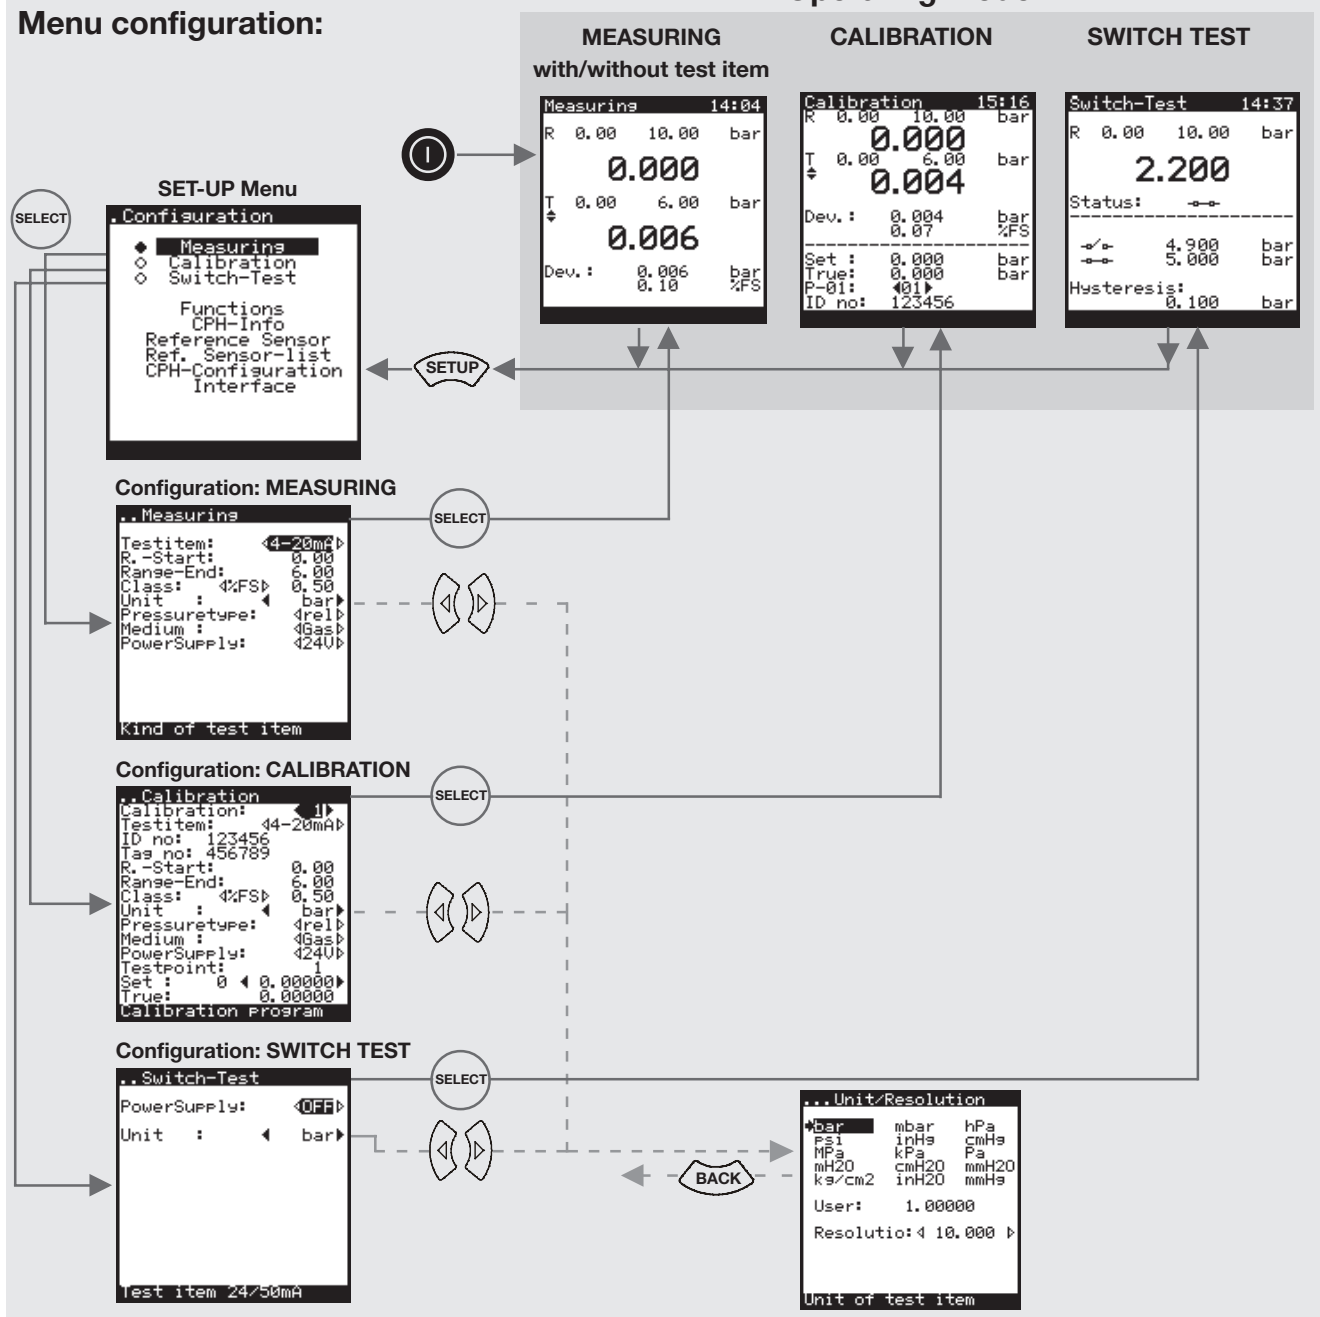 Menu configuration:
MEASURING
with/without test item
CALIBRATION
SWITCH TEST
Measuring 14:04
R 0.00 10.00 bar
0.000
T 0.00 6.00 bar
0.006
Dev.: 0.006 bar
0.10 %FS
Calibration 15:16
R 0.00 10.00 bar
0.000
T 0.00 6.00 bar
0.004
Dev.: 0.004 bar
0.07 %FS
Set : 0.000 bar
True: 0.000 bar
P-01: 01
ID no: 123456
Switch-Test 14:37
R 0.00 10.00 bar
2.200
Status:
4.900 bar
5.000 bar
Hysteresis:
0.100 bar
SELECT
SET-UP Menu
.Configuration
Measuring
Calibration
Switch-Test
Functions
CPH-Info
Reference Sensor
Ref. Sensor-list
CPH-Configuration
Interface
SETUP
Configuration: MEASURING
..Measuring
Testitem: 4-20mA
R.-Start: 0.00
Range-End: 6.00
Class: %FS 0.50
Unit : bar
Pressuretype: rel
Medium : Gas
PowerSupply: 24V
Kind of test item
SELECT
Configuration: CALIBRATION
..Calibration
Calibration: 1
Testitem: 4-20mA
ID no: 123456
Tag no: 456789
R.-Start: 0.00
Range-End: 6.00
Class: %FS 0.50
Unit : bar
Pressuretype: rel
Medium : Gas
PowerSupply: 24V
Testpoint: 1
Set : 0 0.00000
True: 0.00000
Calibration program
SELECT
Configuration: SWITCH TEST
..Switch-Test
PowerSupply: OFF
Unit : bar
Test item 24/50mA
SELECT
BACK
...Unit/Resolution
bar mbar hPa
psi inHg cmHg
MPa kPa Pa
mH2O cmH2O mmH2O
kg/cm2 inH2O mmHg
User: 1.00000
Resolutio: 10.000
Unit of test item